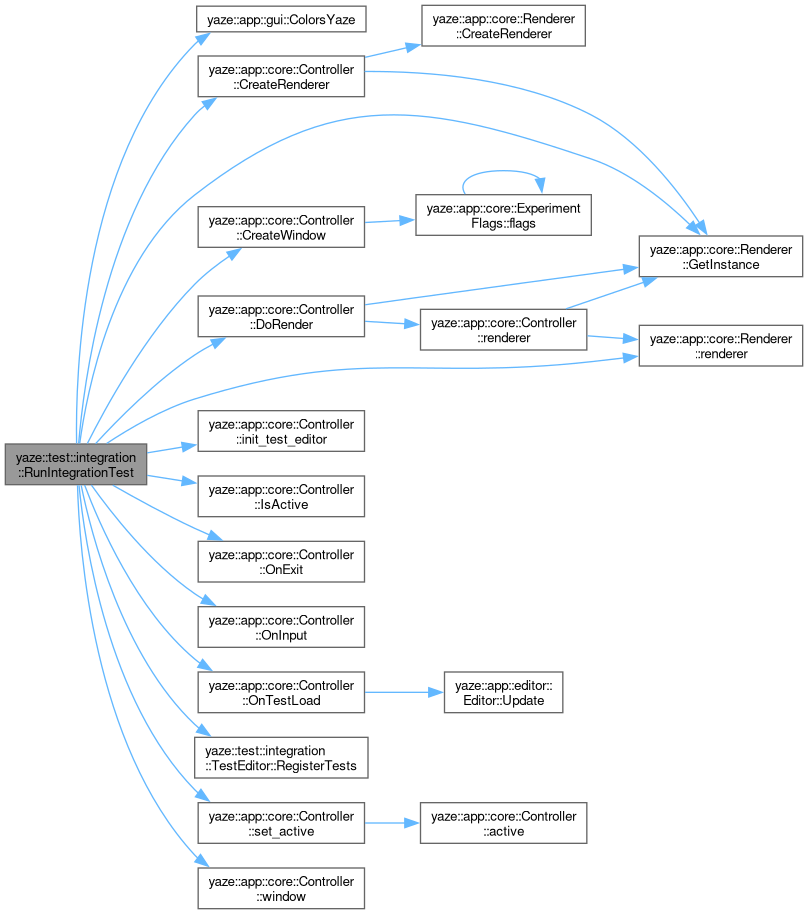 yaze::app::gui::ColorsYaze
yaze::app::core::Renderer
::CreateRenderer
yaze::app::core::Controller
::CreateRenderer
yaze::app::core::Experiment
Flags::flags
yaze::app::core::Controller
::CreateWindow
yaze::app::core::Renderer
::GetInstance
yaze::app::core::Controller
::DoRender
yaze::app::core::Controller
::renderer
yaze::app::core::Renderer
::renderer
yaze::app::core::Controller
::init_test_editor
yaze::test::integration
::RunIntegrationTest
yaze::app::core::Controller
::IsActive
yaze::app::core::Controller
::OnExit
yaze::app::core::Controller
::OnInput
yaze::app::core::Controller
::OnTestLoad
yaze::app::editor::
Editor::Update
yaze::test::integration
::TestEditor::RegisterTests
yaze::app::core::Controller
::set_active
yaze::app::core::Controller
::active
yaze::app::core::Controller
::window